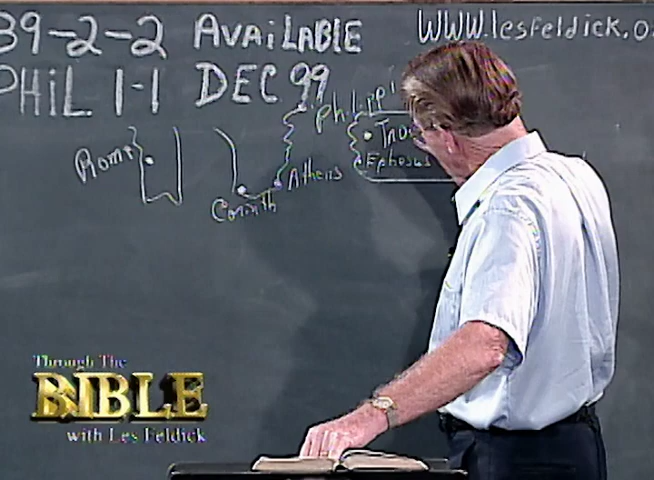 39-2-2 AVAiLABLE WWW.lesfeldick.o
PHiL 1-1 DEC 99
Philippi
Rome
Ephesus
Athens
Corinth
Through The
BIBLE
with Les Feldick